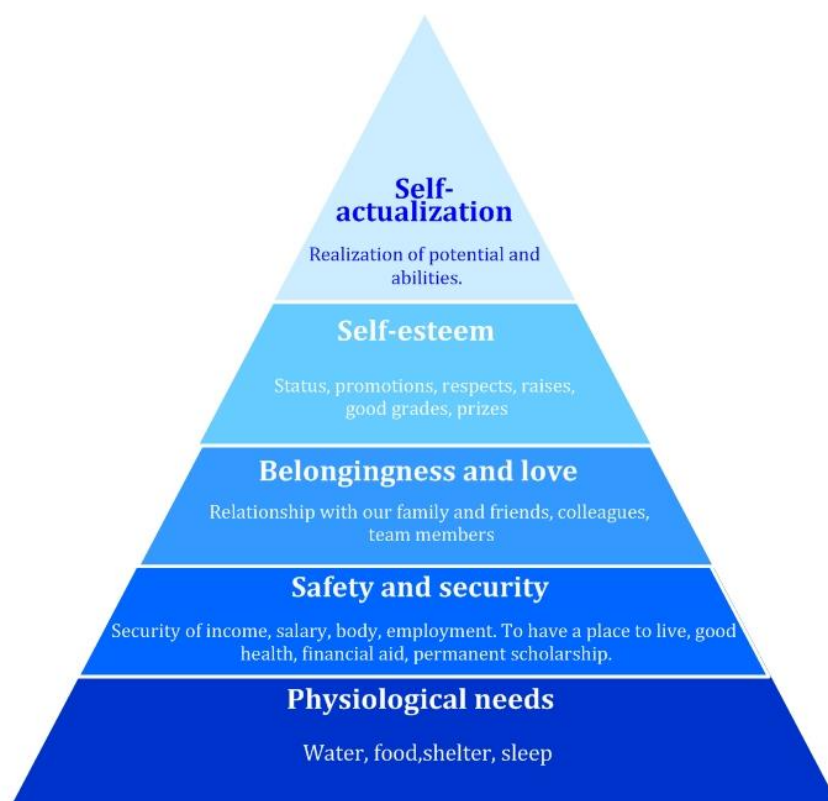 Self-
actualization
Realization of potential and
abilities.
Self-esteem
Status, promotions, respects, raises,
good grades, prizes
Belongingness and love
Relationship with our family and friends, colleagues,
team members
Safety and security
Security of income, salary, body, employment. To have a place to live, good
health, financial aid, permanent scholarship.
Physiological needs
Water, food,shelter, sleep